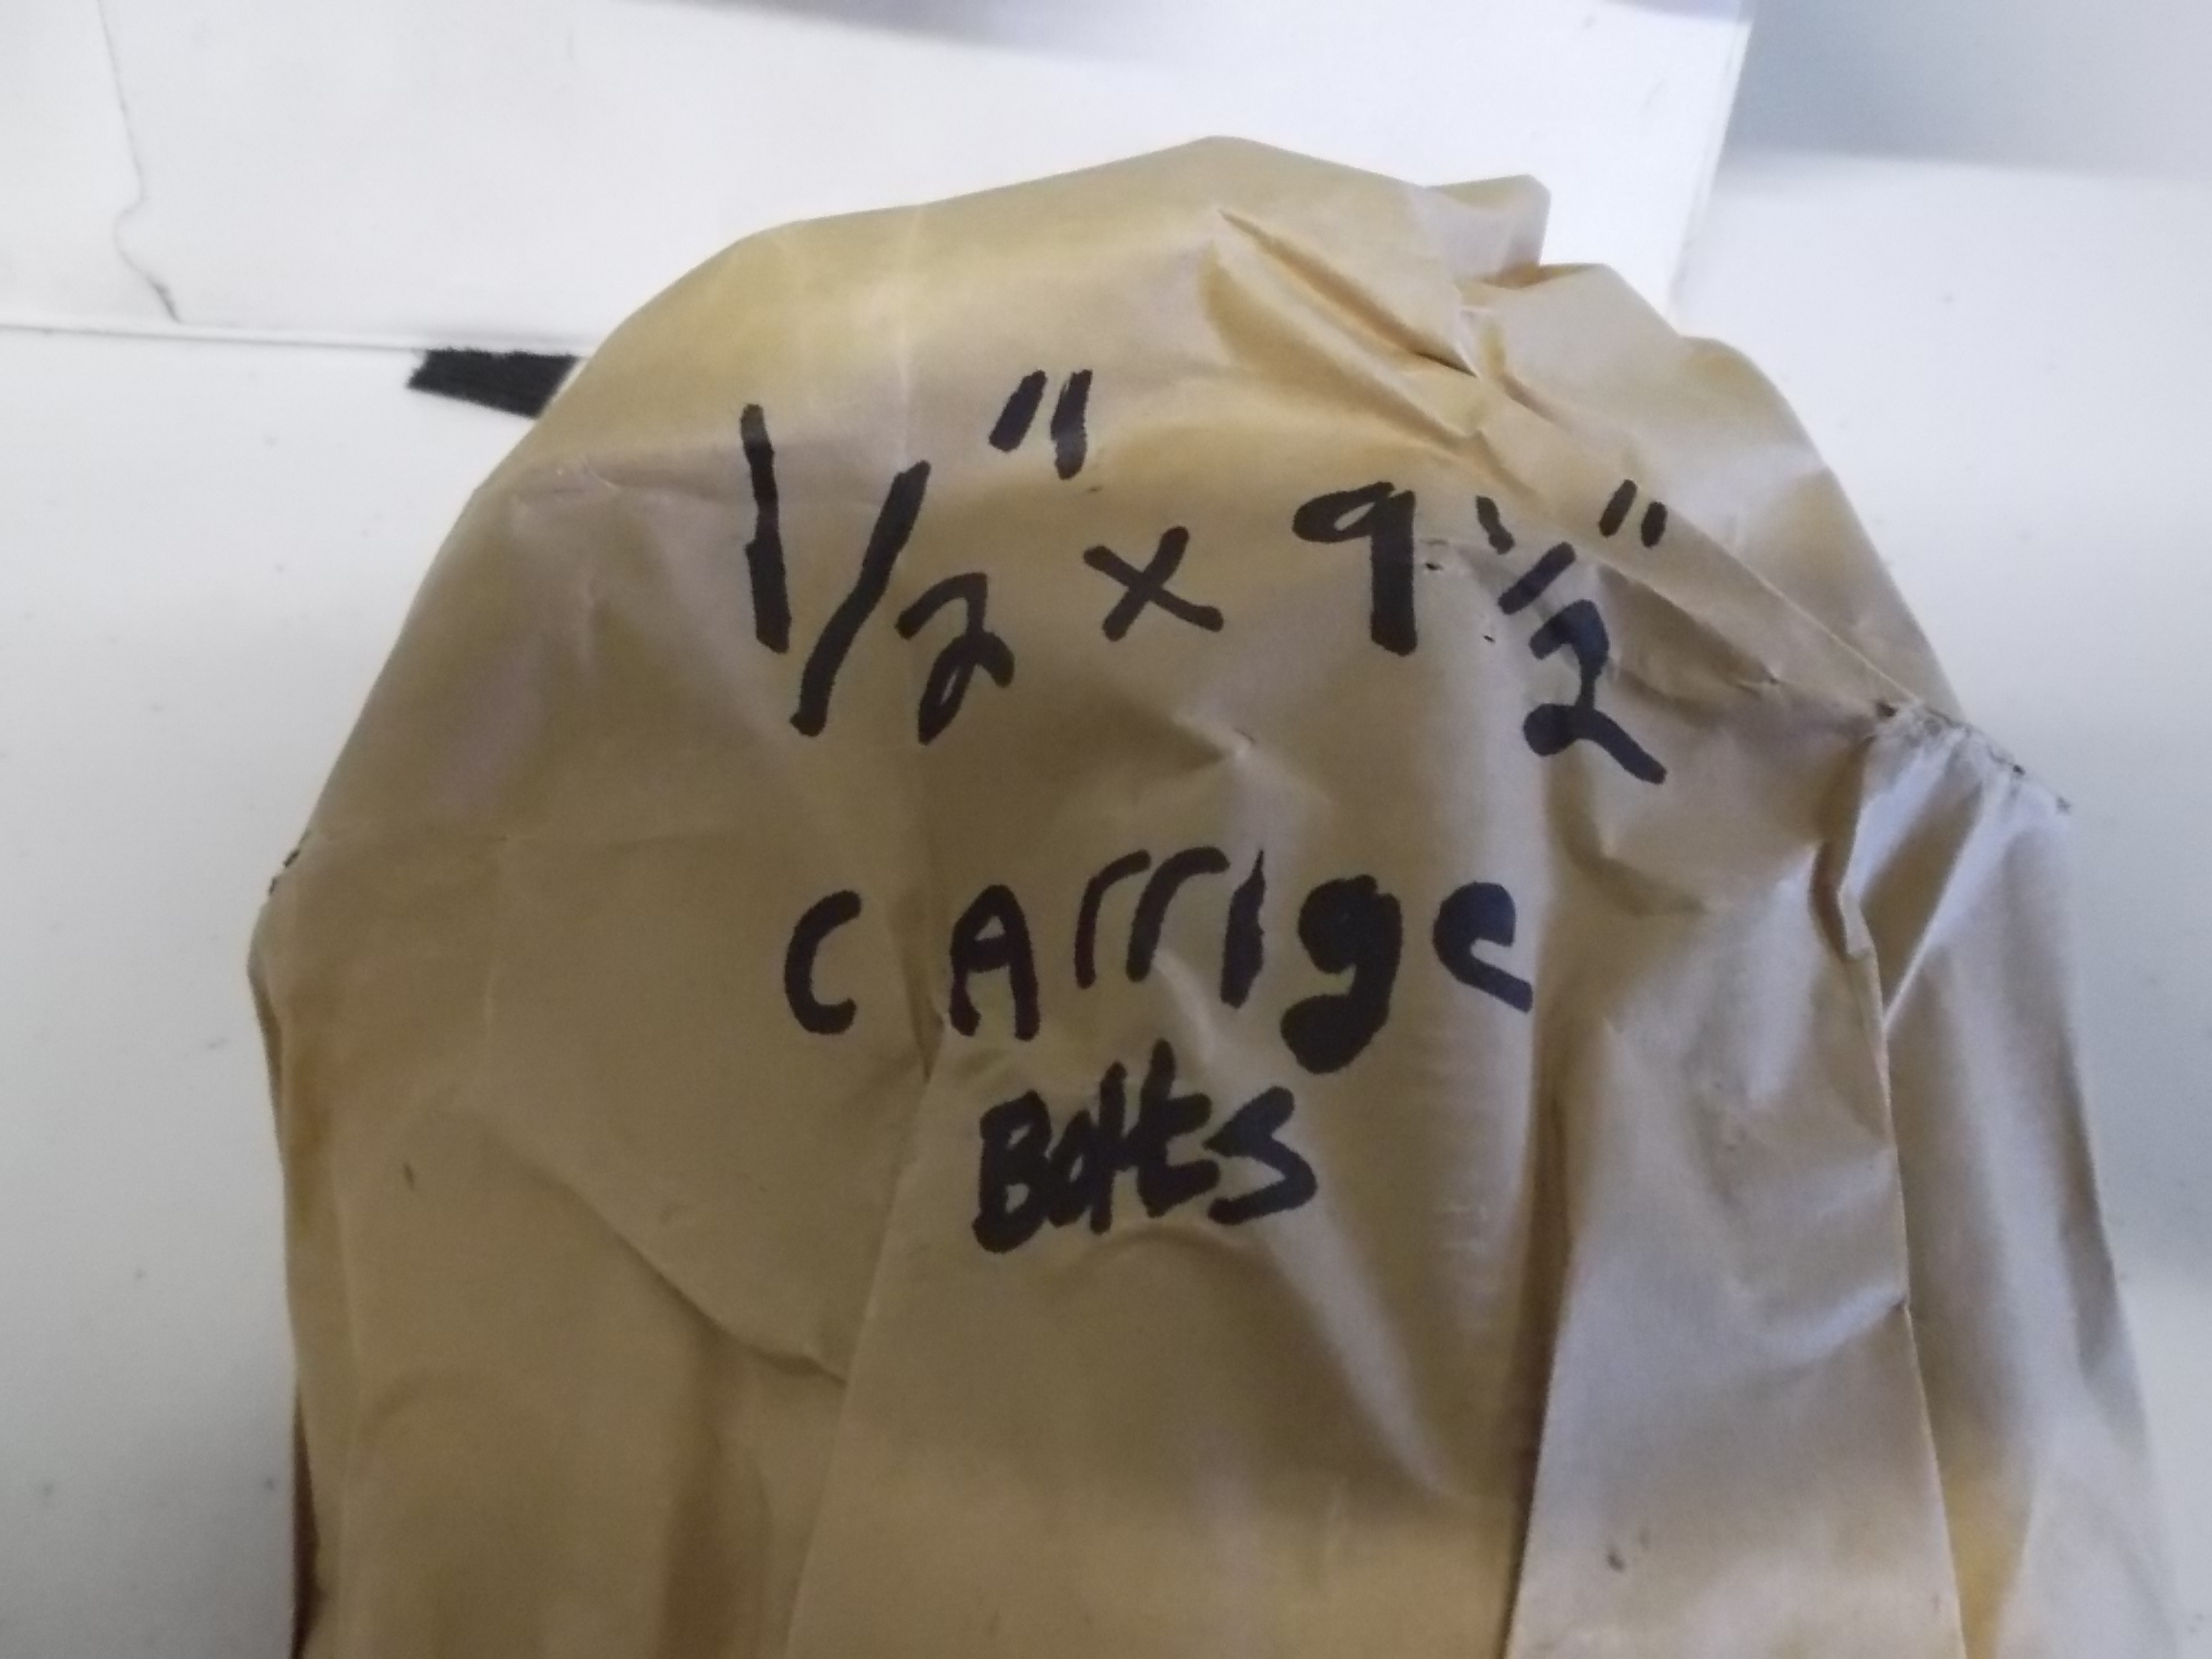 1/2" x 9 1/2"
CArrige
Bolts